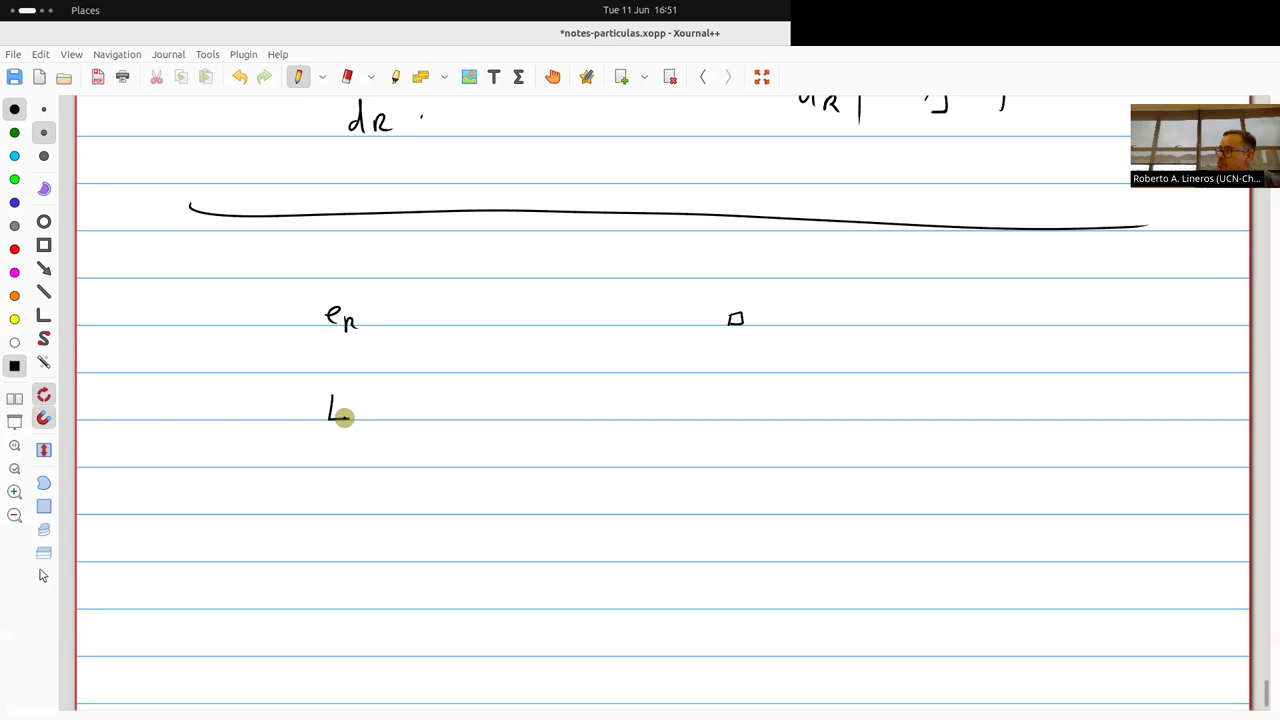 Places
Tue 11 Jun 16:51
*notes-particulas.xopp - Xournal++
File Edit View Navigation Journal Tools Plugin Help
dR
Roberto A. Lineros (UCN-Ch...
eR
L